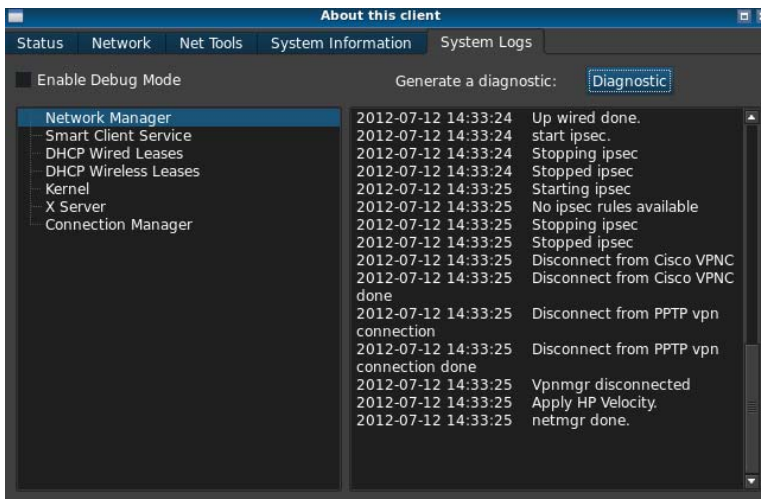 About this client
Status Network Net Tools System Information System Logs
Enable Debug Mode Generate a diagnostic: Diagnostic
Network Manager
Smart Client Service
DHCP Wired Leases
DHCP Wireless Leases
Kernel
X Server
Connection Manager
2012-07-12 14:33:24 Up wired done.
2012-07-12 14:33:24 start ipsec.
2012-07-12 14:33:24 Stopping ipsec
2012-07-12 14:33:24 Stopped ipsec
2012-07-12 14:33:25 Starting ipsec
2012-07-12 14:33:25 No ipsec rules available
2012-07-12 14:33:25 Stopping ipsec
2012-07-12 14:33:25 Stopped ipsec
2012-07-12 14:33:25 Disconnect from Cisco VPNC
2012-07-12 14:33:25 Disconnect from Cisco VPNC
done
2012-07-12 14:33:25 Disconnect from PPTP vpn
connection
2012-07-12 14:33:25 Disconnect from PPTP vpn
connection done
2012-07-12 14:33:25 Vpnmgr disconnected
2012-07-12 14:33:25 Apply HP Velocity.
2012-07-12 14:33:25 netmgr done.